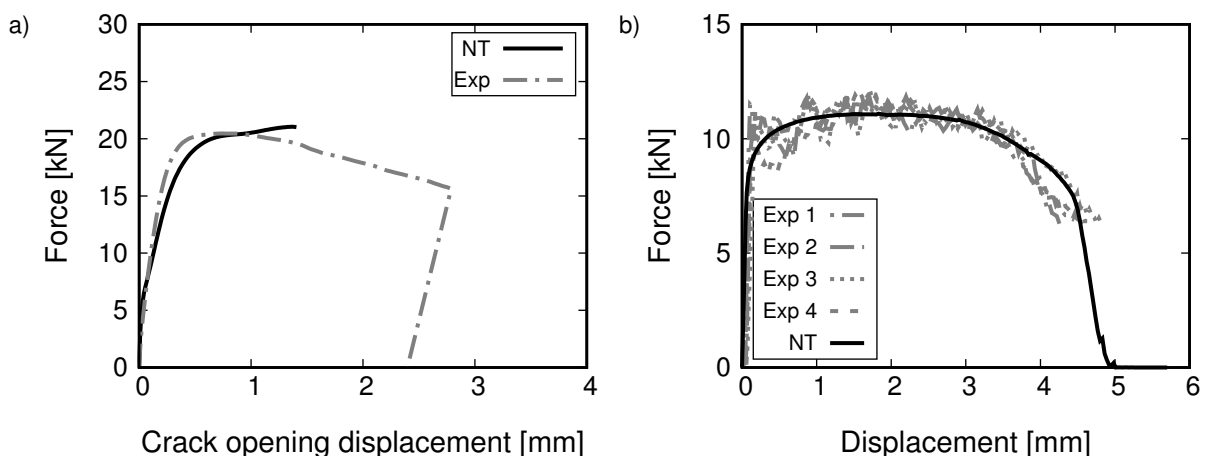 a)
30
25
20
15
10
5
0
Force [kN]
NT
Exp
0 1 2 3 4
Crack opening displacement [mm]
b)
15
10
5
0
Force [kN]
Exp 1
Exp 2
Exp 3
Exp 4
NT
0 1 2 3 4 5 6
Displacement [mm]